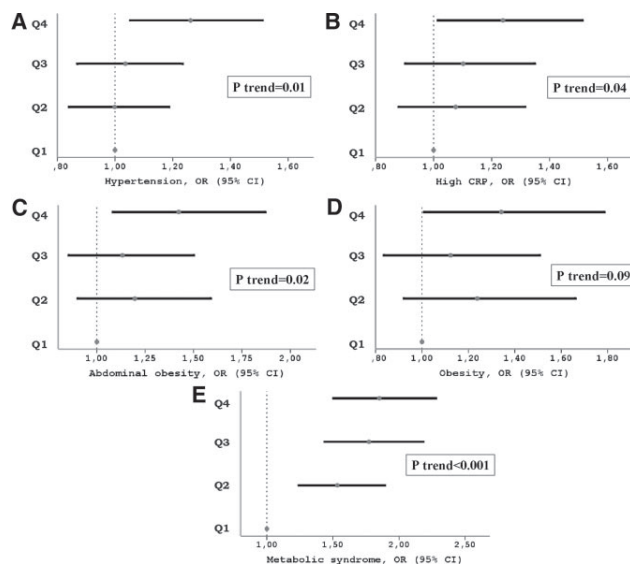 A
Q4
Q3
Q2
Q1
P trend=0.01
,80 1,00 1,20 1,40 1,60
Hypertension, OR (95% CI)
B
Q4
Q3
Q2
Q1
P trend=0.04
,80 1,00 1,20 1,40 1,60
High CRP, OR (95% CI)
C
Q4
Q3
Q2
Q1
P trend=0.02
1,00 1,25 1,50 1,75 2,00
Abdominal obesity, OR (95% CI)
D
Q4
Q3
Q2
Q1
P trend=0.09
,80 1,00 1,20 1,40 1,60 1,80
Obesity, OR (95% CI)
E
Q4
Q3
Q2
Q1
P trend<0.001
1,00 1,50 2,00 2,50
Metabolic syndrome, OR (95% CI)